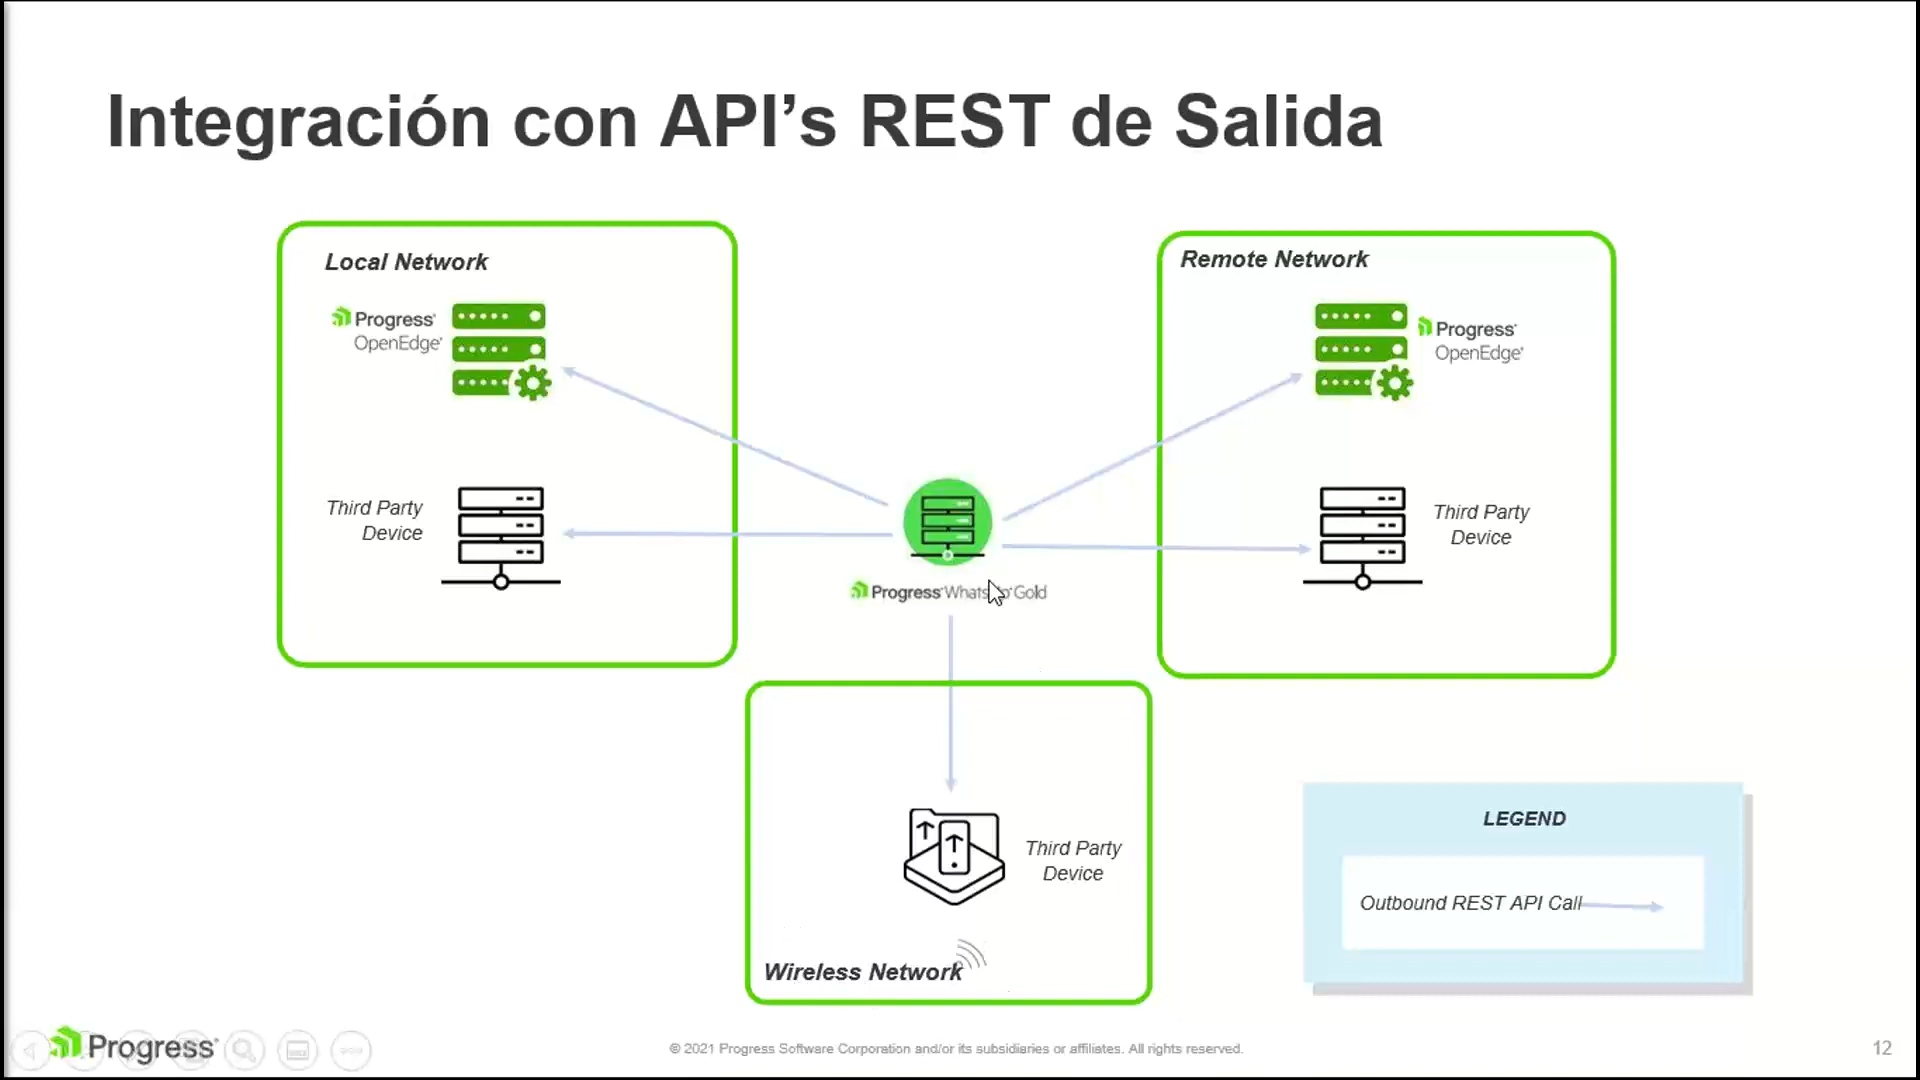 Integración con API's REST de Salida
Local Network
Progress
OpenEdge
Third Party
Device
Remote Network
Progress
OpenEdge
Third Party
Device
Progress Gold
Third Party
Device
Wireless Network
LEGEND
Outbound REST API Call
Progress
© 2021 Progress Software Corporation and/or its subsidiaries or affiliates. All rights reserved.
12